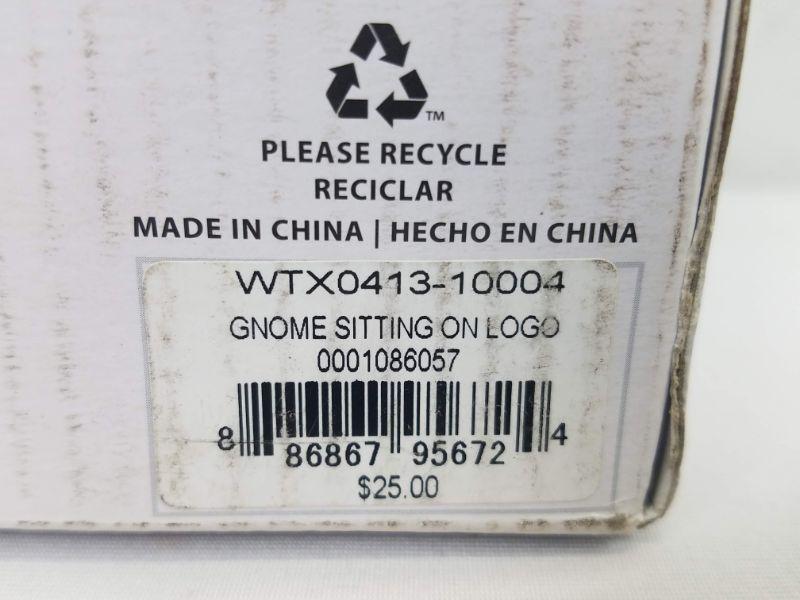 ™
PLEASE RECYCLE
RECICLAR
MADE IN CHINA | HECHO EN CHINA
WTX0413-10004
GNOME SITTING ON LOGO
0001086057
8 86867 95672 4
$25.00